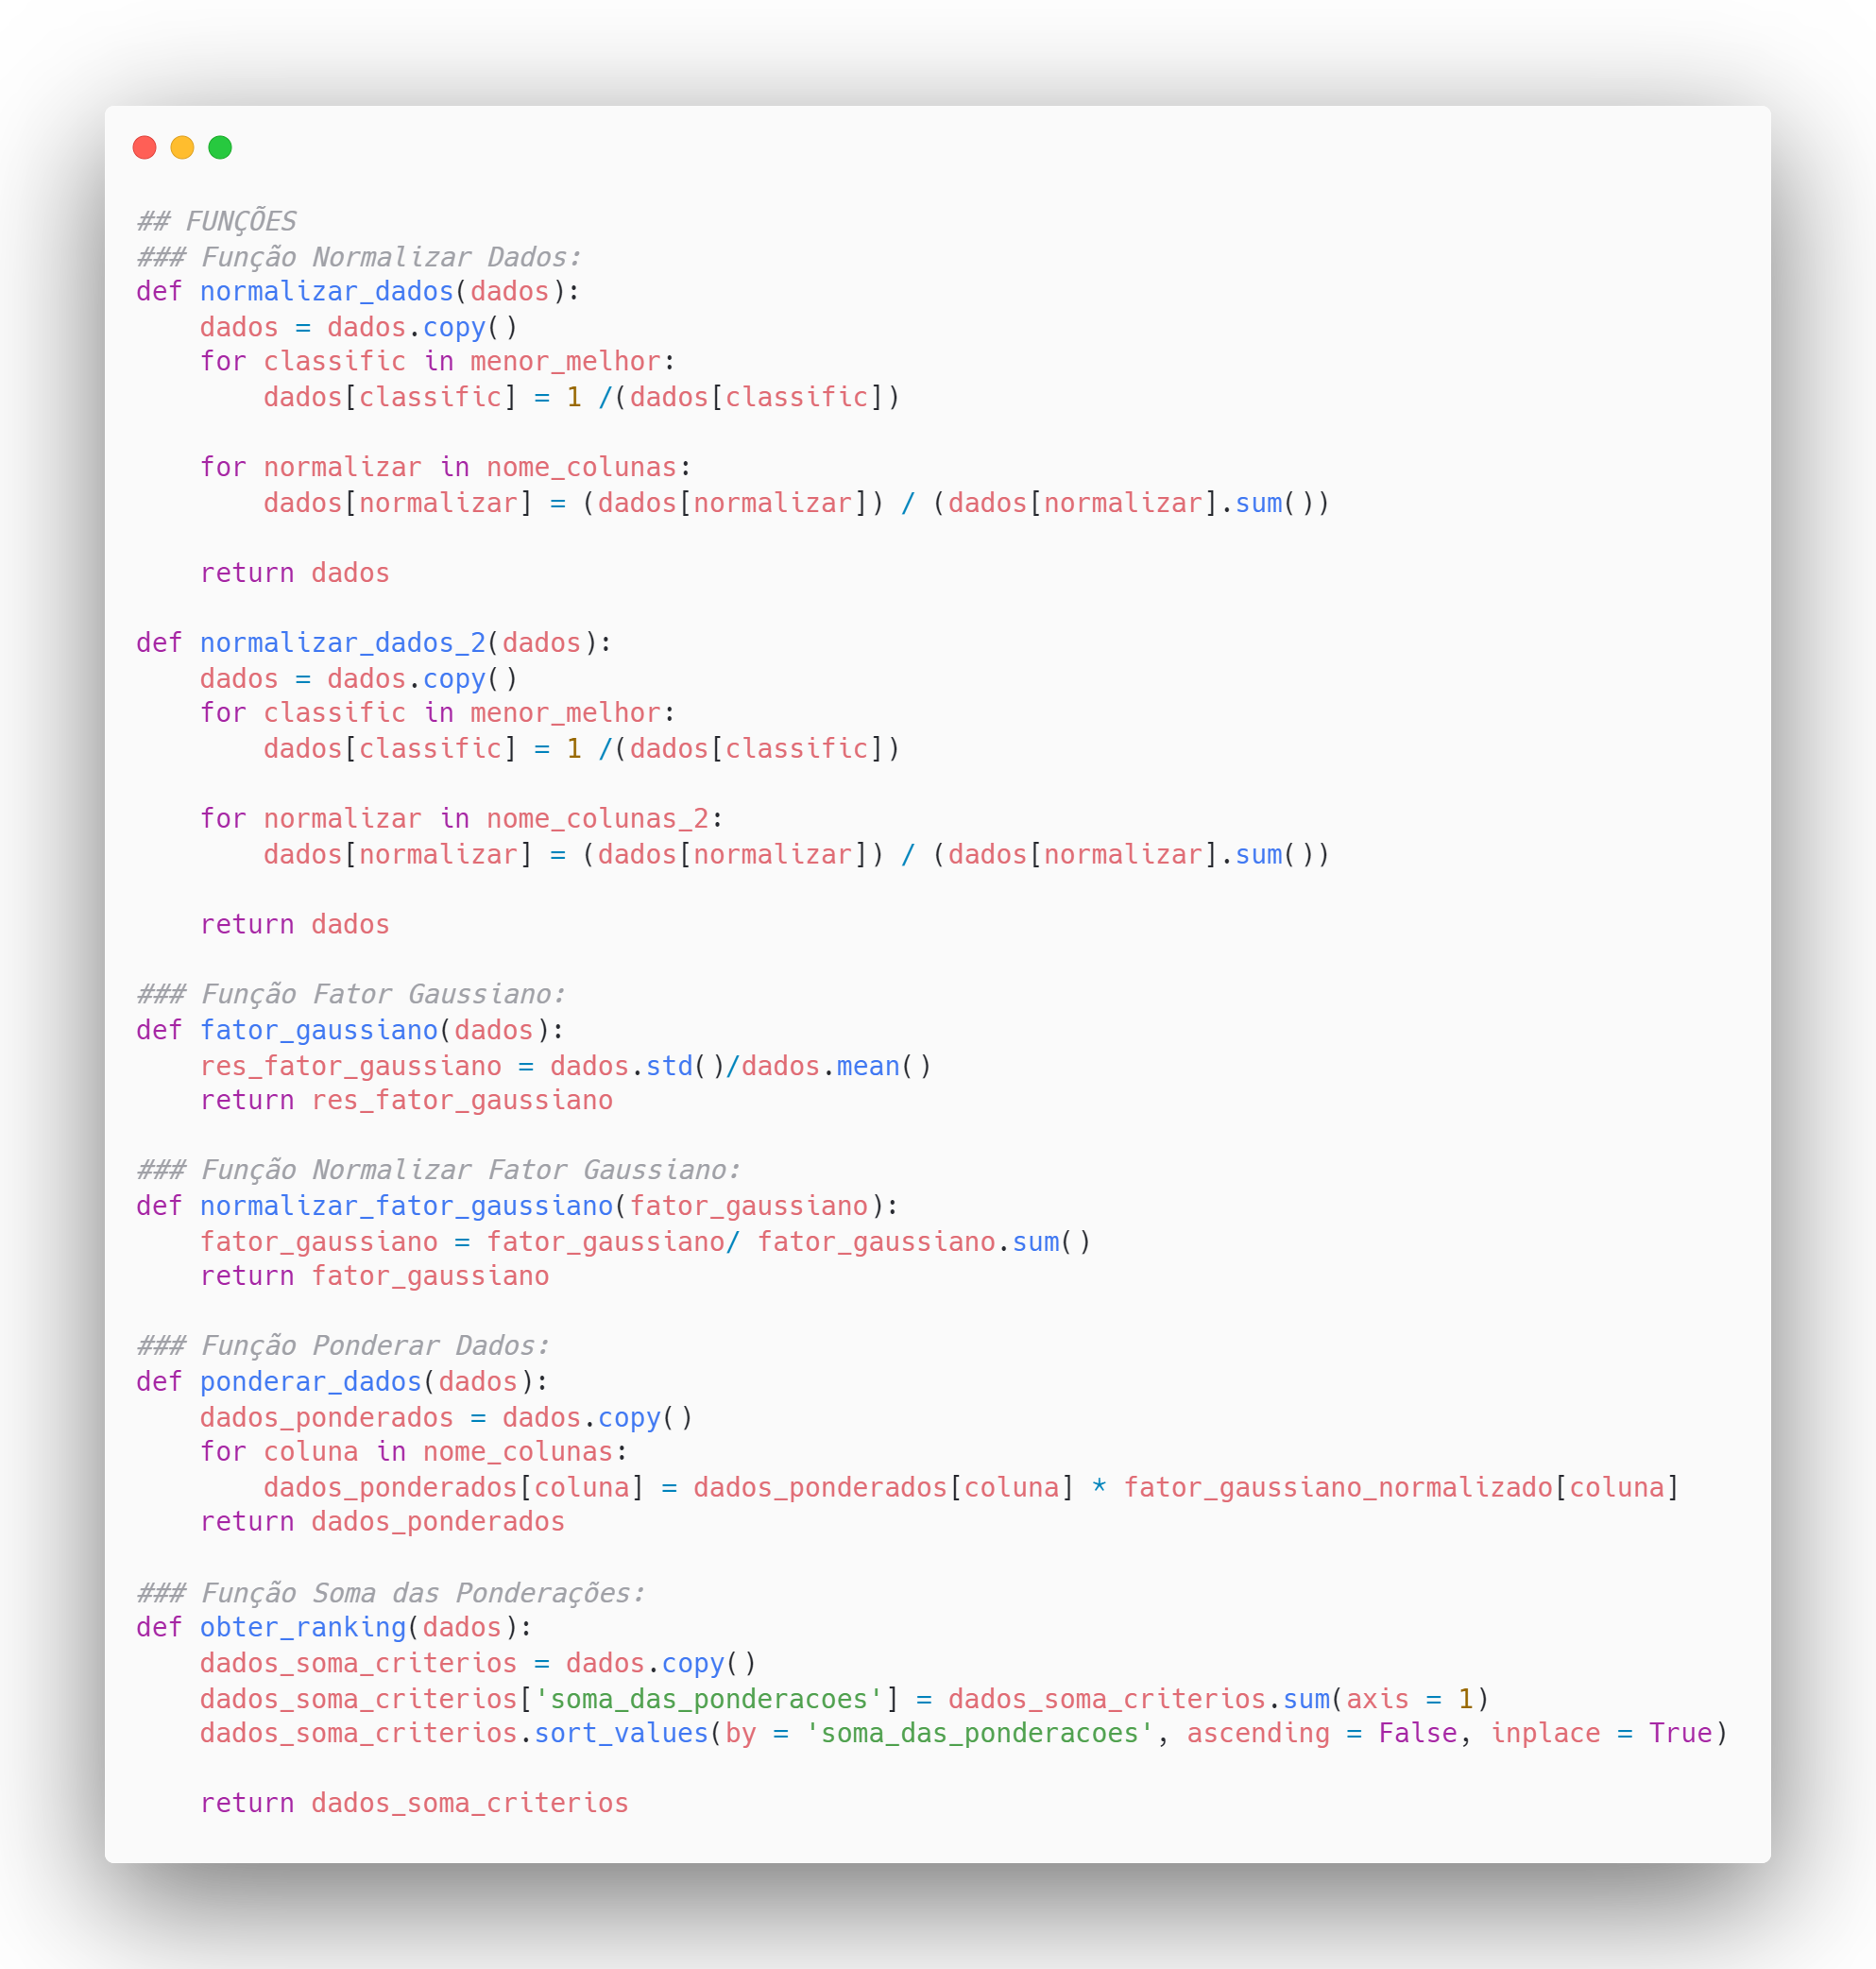 ## FUNÇÕES
### Função Normalizar Dados:
def normalizar_dados(dados):
    dados = dados.copy()
    for classific in menor_melhor:
        dados[classific] = 1 /(dados[classific])

    for normalizar in nome_colunas:
        dados[normalizar] = (dados[normalizar]) / (dados[normalizar].sum())

    return dados

def normalizar_dados_2(dados):
    dados = dados.copy()
    for classific in menor_melhor:
        dados[classific] = 1 /(dados[classific])

    for normalizar in nome_colunas_2:
        dados[normalizar] = (dados[normalizar]) / (dados[normalizar].sum())

    return dados

### Função Fator Gaussiano:
def fator_gaussiano(dados):
    res_fator_gaussiano = dados.std()/dados.mean()
    return res_fator_gaussiano

### Função Normalizar Fator Gaussiano:
def normalizar_fator_gaussiano(fator_gaussiano):
    fator_gaussiano = fator_gaussiano/ fator_gaussiano.sum()
    return fator_gaussiano

### Função Ponderar Dados:
def ponderar_dados(dados):
    dados_ponderados = dados.copy()
    for coluna in nome_colunas:
        dados_ponderados[coluna] = dados_ponderados[coluna] * fator_gaussiano_normalizado[coluna]
    return dados_ponderados

### Função Soma das Ponderações:
def obter_ranking(dados):
    dados_soma_criterios = dados.copy()
    dados_soma_criterios['soma_das_ponderacoes'] = dados_soma_criterios.sum(axis = 1)
    dados_soma_criterios.sort_values(by = 'soma_das_ponderacoes', ascending = False, inplace = True)

    return dados_soma_criterios